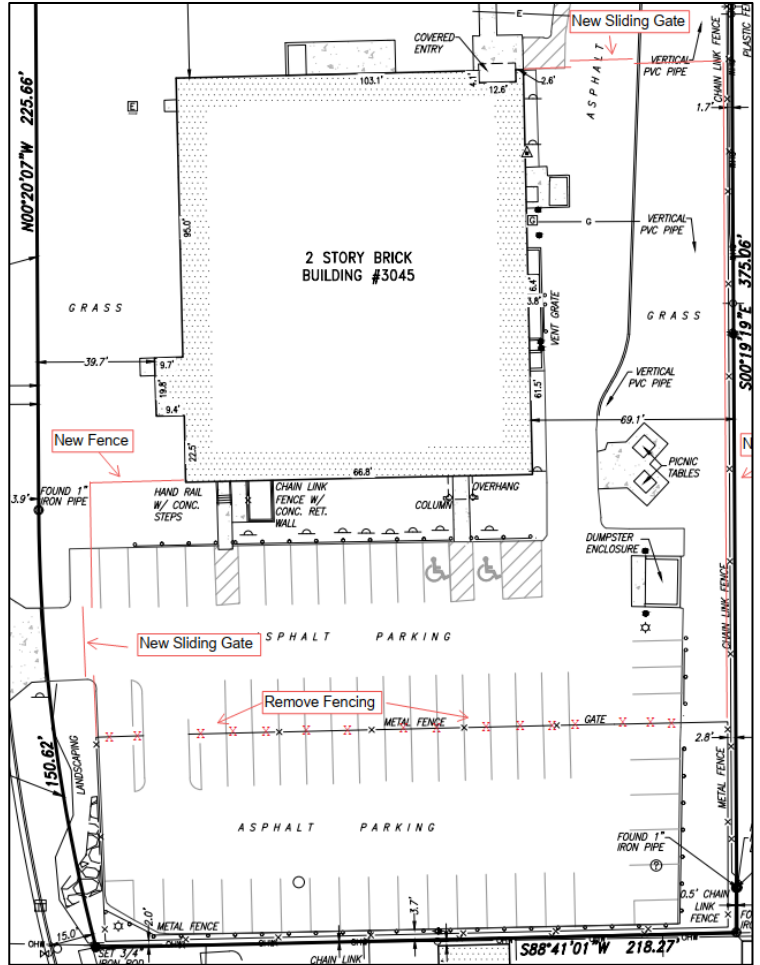 E
New Sliding Gate
COVERED
ENTRY
103.1'
4.1'
12.6'
2.6'
ASPHALT
VERTICAL
PVC PIPE
CHAIN LINK FENCE
PLASTIC FE
1.7'
N00°20'07"W 225.66'
E
95.0'
2 STORY BRICK
BUILDING #3045
G
G
VERTICAL
PVC PIPE
6.4'
3.8'
VENT GRATE
GRASS
GRASS
S00°19'19"E 375.06'
39.7'
9.7'
19.8'
9.4'
22.5'
61.5'
VERTICAL
PVC PIPE
69.1'
66.8'
New Fence
N
3.9'
FOUND 1"
IRON PIPE
HAND RAIL
W/ CONC.
STEPS
CHAIN LINK
FENCE W/
CONC. RET.
WALL
COLUMN
OVERHANG
PICNIC
TABLES
DUMPSTER
ENCLOSURE
CHAIN LINK FENCE
New Sliding Gate
SPHALT PARKING
Remove Fencing
METAL FENCE
GATE
2.8'
150.62'
LANDSCAPING
METAL FENCE
ASPHALT PARKING
FOUND 1"
IRON PIPE
?
0.5' CHAIN
LINK
FENCE
FO
IRO
15.0'
2.0'
METAL FENCE
3.7'
OHW
OHW
OHW
SET 3/4"
IRON ROD
CHAIN LINK
S88°41'01"W 218.27'